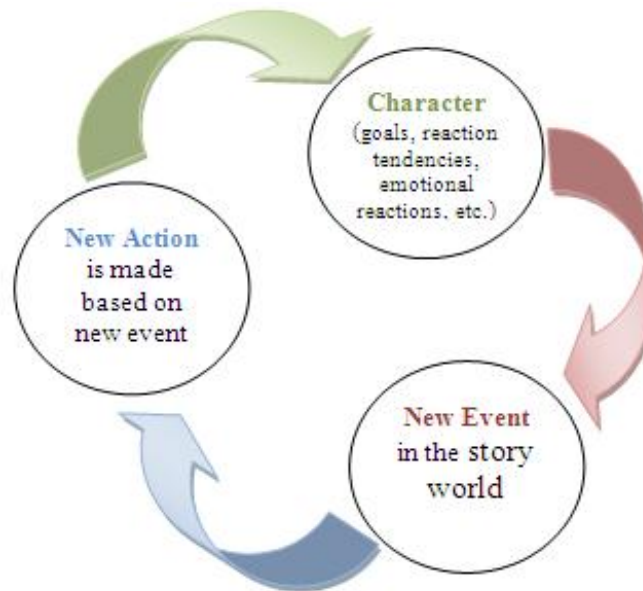 Character
(goals, reaction
tendencies,
emotional
reactions, etc.)
New Action
is made
based on
new event
New Event
in the story
world